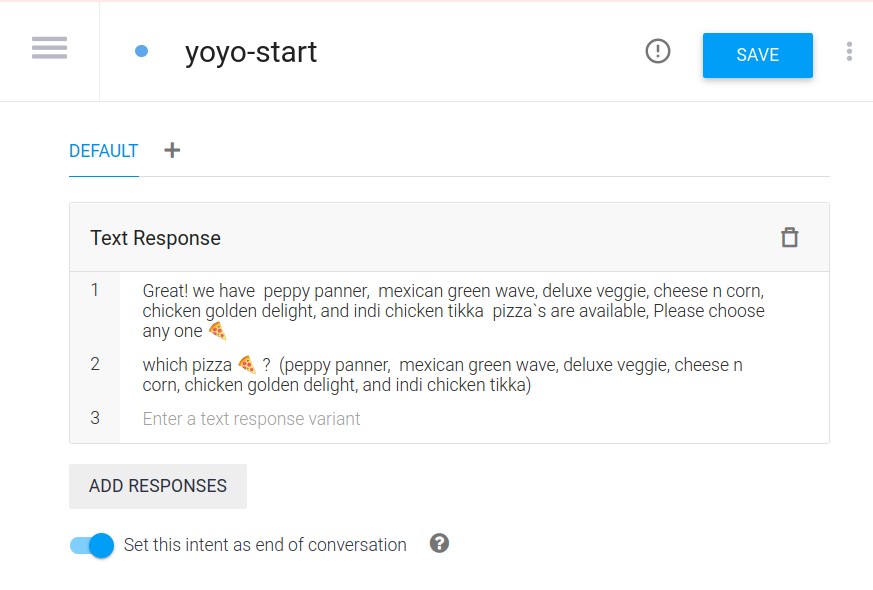 yoyo-start
SAVE
DEFAULT
Text Response
1 Great! we have  peppy panner,  mexican green wave, deluxe veggie, cheese n corn,
chicken golden delight, and indi chicken tikka  pizza`s are available, Please choose
any one 🍕
2 which pizza 🍕 ?  (peppy panner,  mexican green wave, deluxe veggie, cheese n
corn, chicken golden delight, and indi chicken tikka)
3 Enter a text response variant
ADD RESPONSES
Set this intent as end of conversation